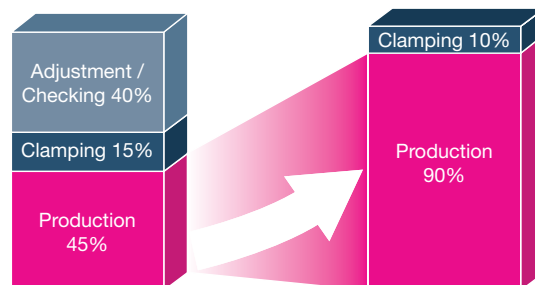 Adjustment /
Checking 40%
Clamping 15%
Production
45%
Clamping 10%
Production
90%